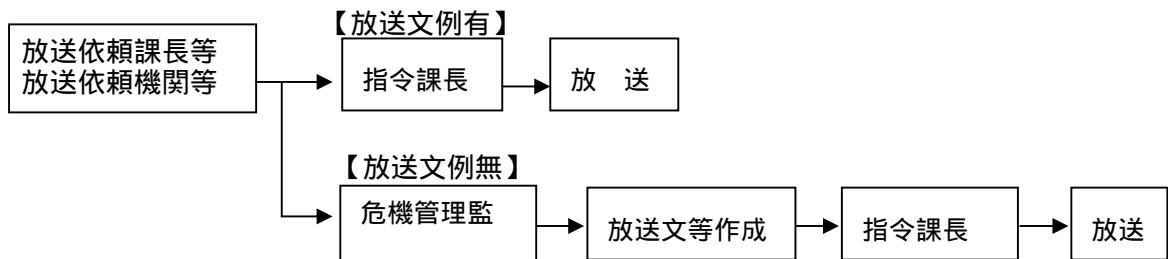 放送依頼課長等
放送依頼機関等
【放送文例有】
指令課長
放　送
【放送文例無】
危機管理監
放送文等作成
指令課長
放送